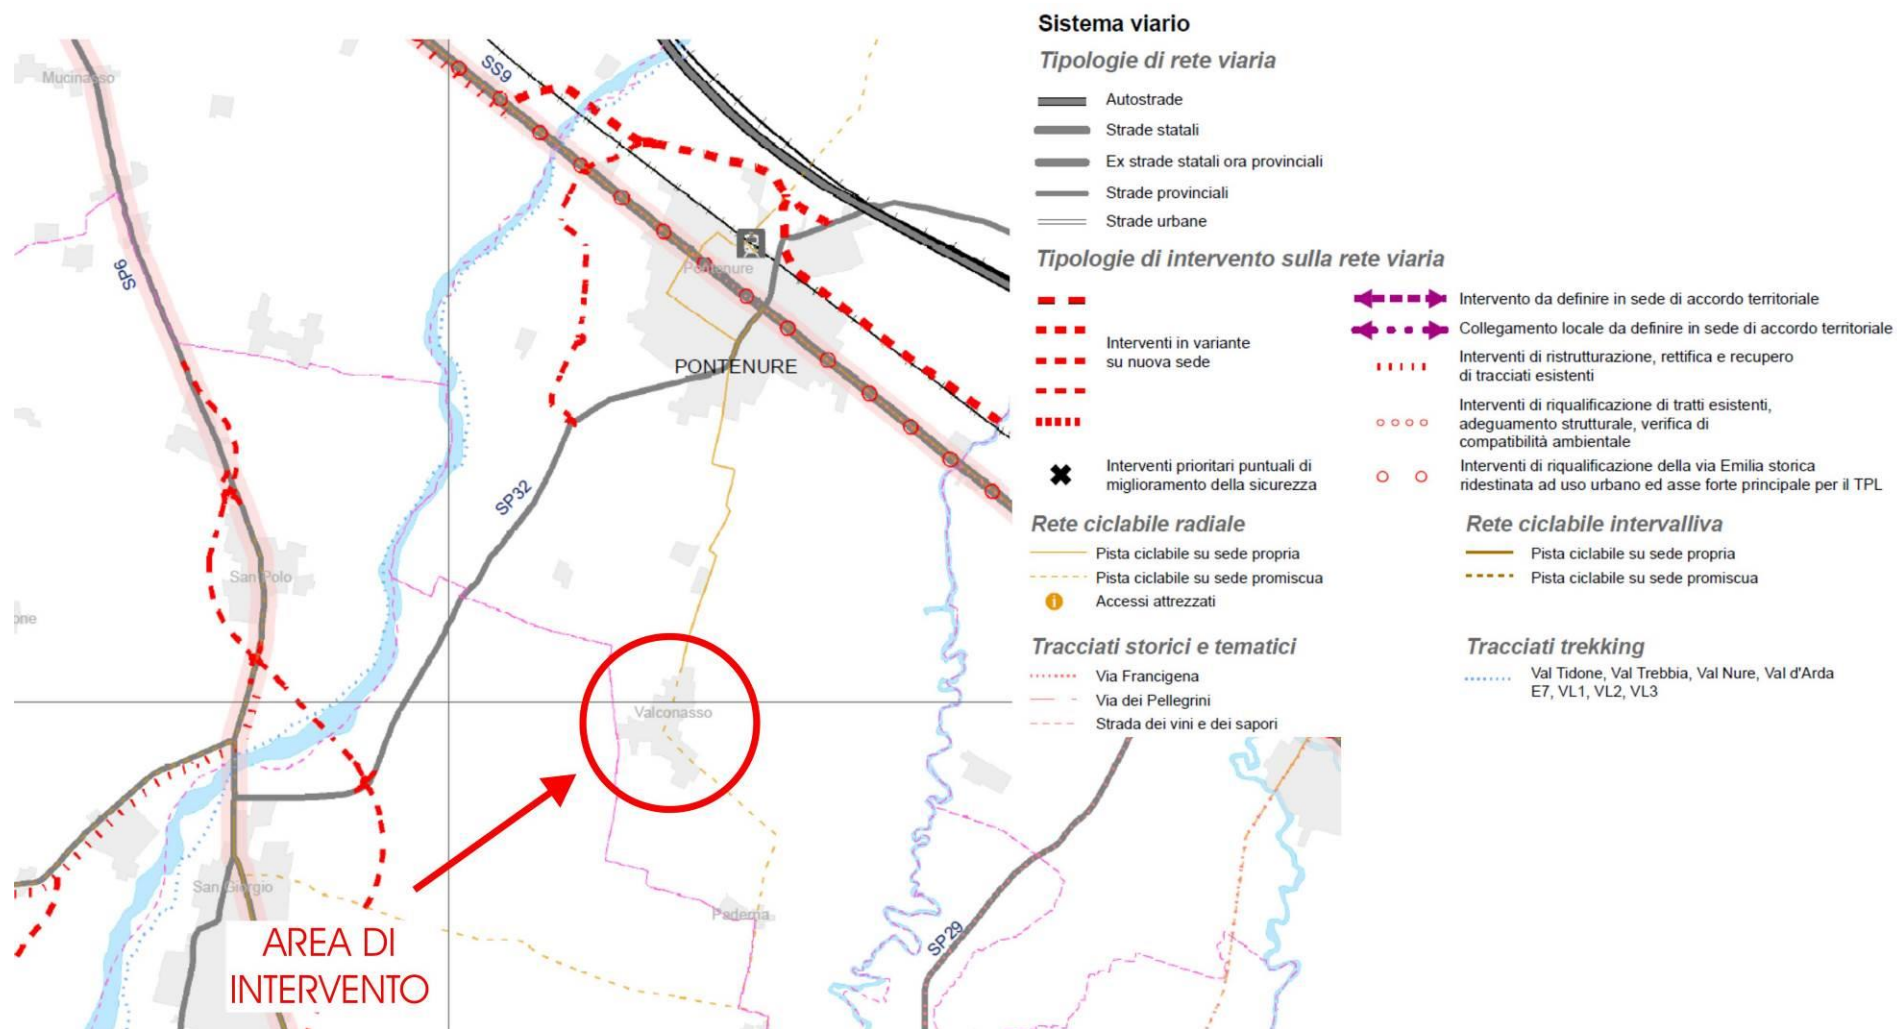 Mucinasso
SS9
SP6
Pontenure
PONTENURE
SP32
San Polo
one
Valconasso
San Giorgio
Paderna
SP29
AREA DI
INTERVENTO
Sistema viario
Tipologie di rete viaria
Autostrade
Strade statali
Ex strade statali ora provinciali
Strade provinciali
Strade urbane
Tipologie di intervento sulla rete viaria
Interventi in variante
su nuova sede
Interventi prioritari puntuali di
miglioramento della sicurezza
Intervento da definire in sede di accordo territoriale
Collegamento locale da definire in sede di accordo territoriale
Interventi di ristrutturazione, rettifica e recupero
di tracciati esistenti
Interventi di riqualificazione di tratti esistenti,
adeguamento strutturale, verifica di
compatibilità ambientale
Interventi di riqualificazione della via Emilia storica
ridestinata ad uso urbano ed asse forte principale per il TPL
Rete ciclabile radiale
Pista ciclabile su sede propria
Pista ciclabile su sede promiscua
i
Accessi attrezzati
Rete ciclabile intervalliva
Pista ciclabile su sede propria
Pista ciclabile su sede promiscua
Tracciati storici e tematici
Via Francigena
Via dei Pellegrini
Strada dei vini e dei sapori
Tracciati trekking
Val Tidone, Val Trebbia, Val Nure, Val d'Arda
E7, VL1, VL2, VL3